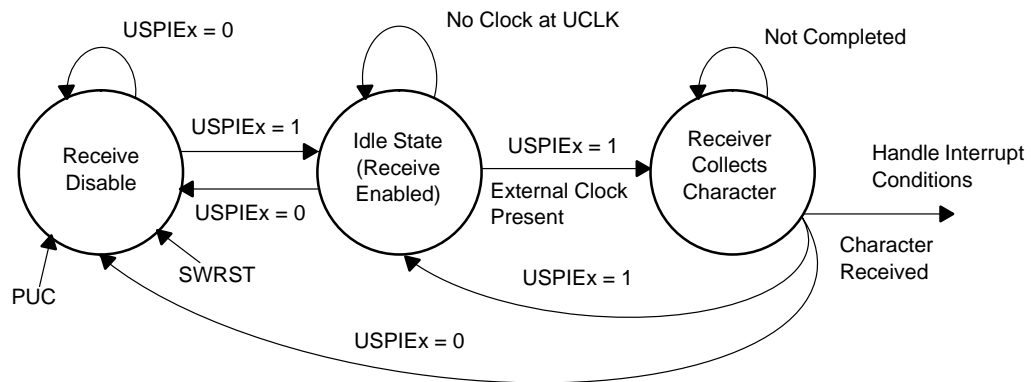 USPIEx = 0
No Clock at UCLK
Not Completed
Receive
Disable
USPIEx = 1
USPIEx = 0
Idle State
(Receive
Enabled)
USPIEx = 1
External Clock
Present
Receiver
Collects
Character
Handle Interrupt
Conditions
Character
Received
PUC
SWRST
USPIEx = 1
USPIEx = 0